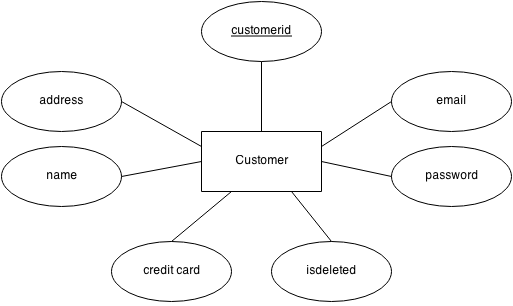 customerid
address
email
Customer
name
password
credit card
isdeleted